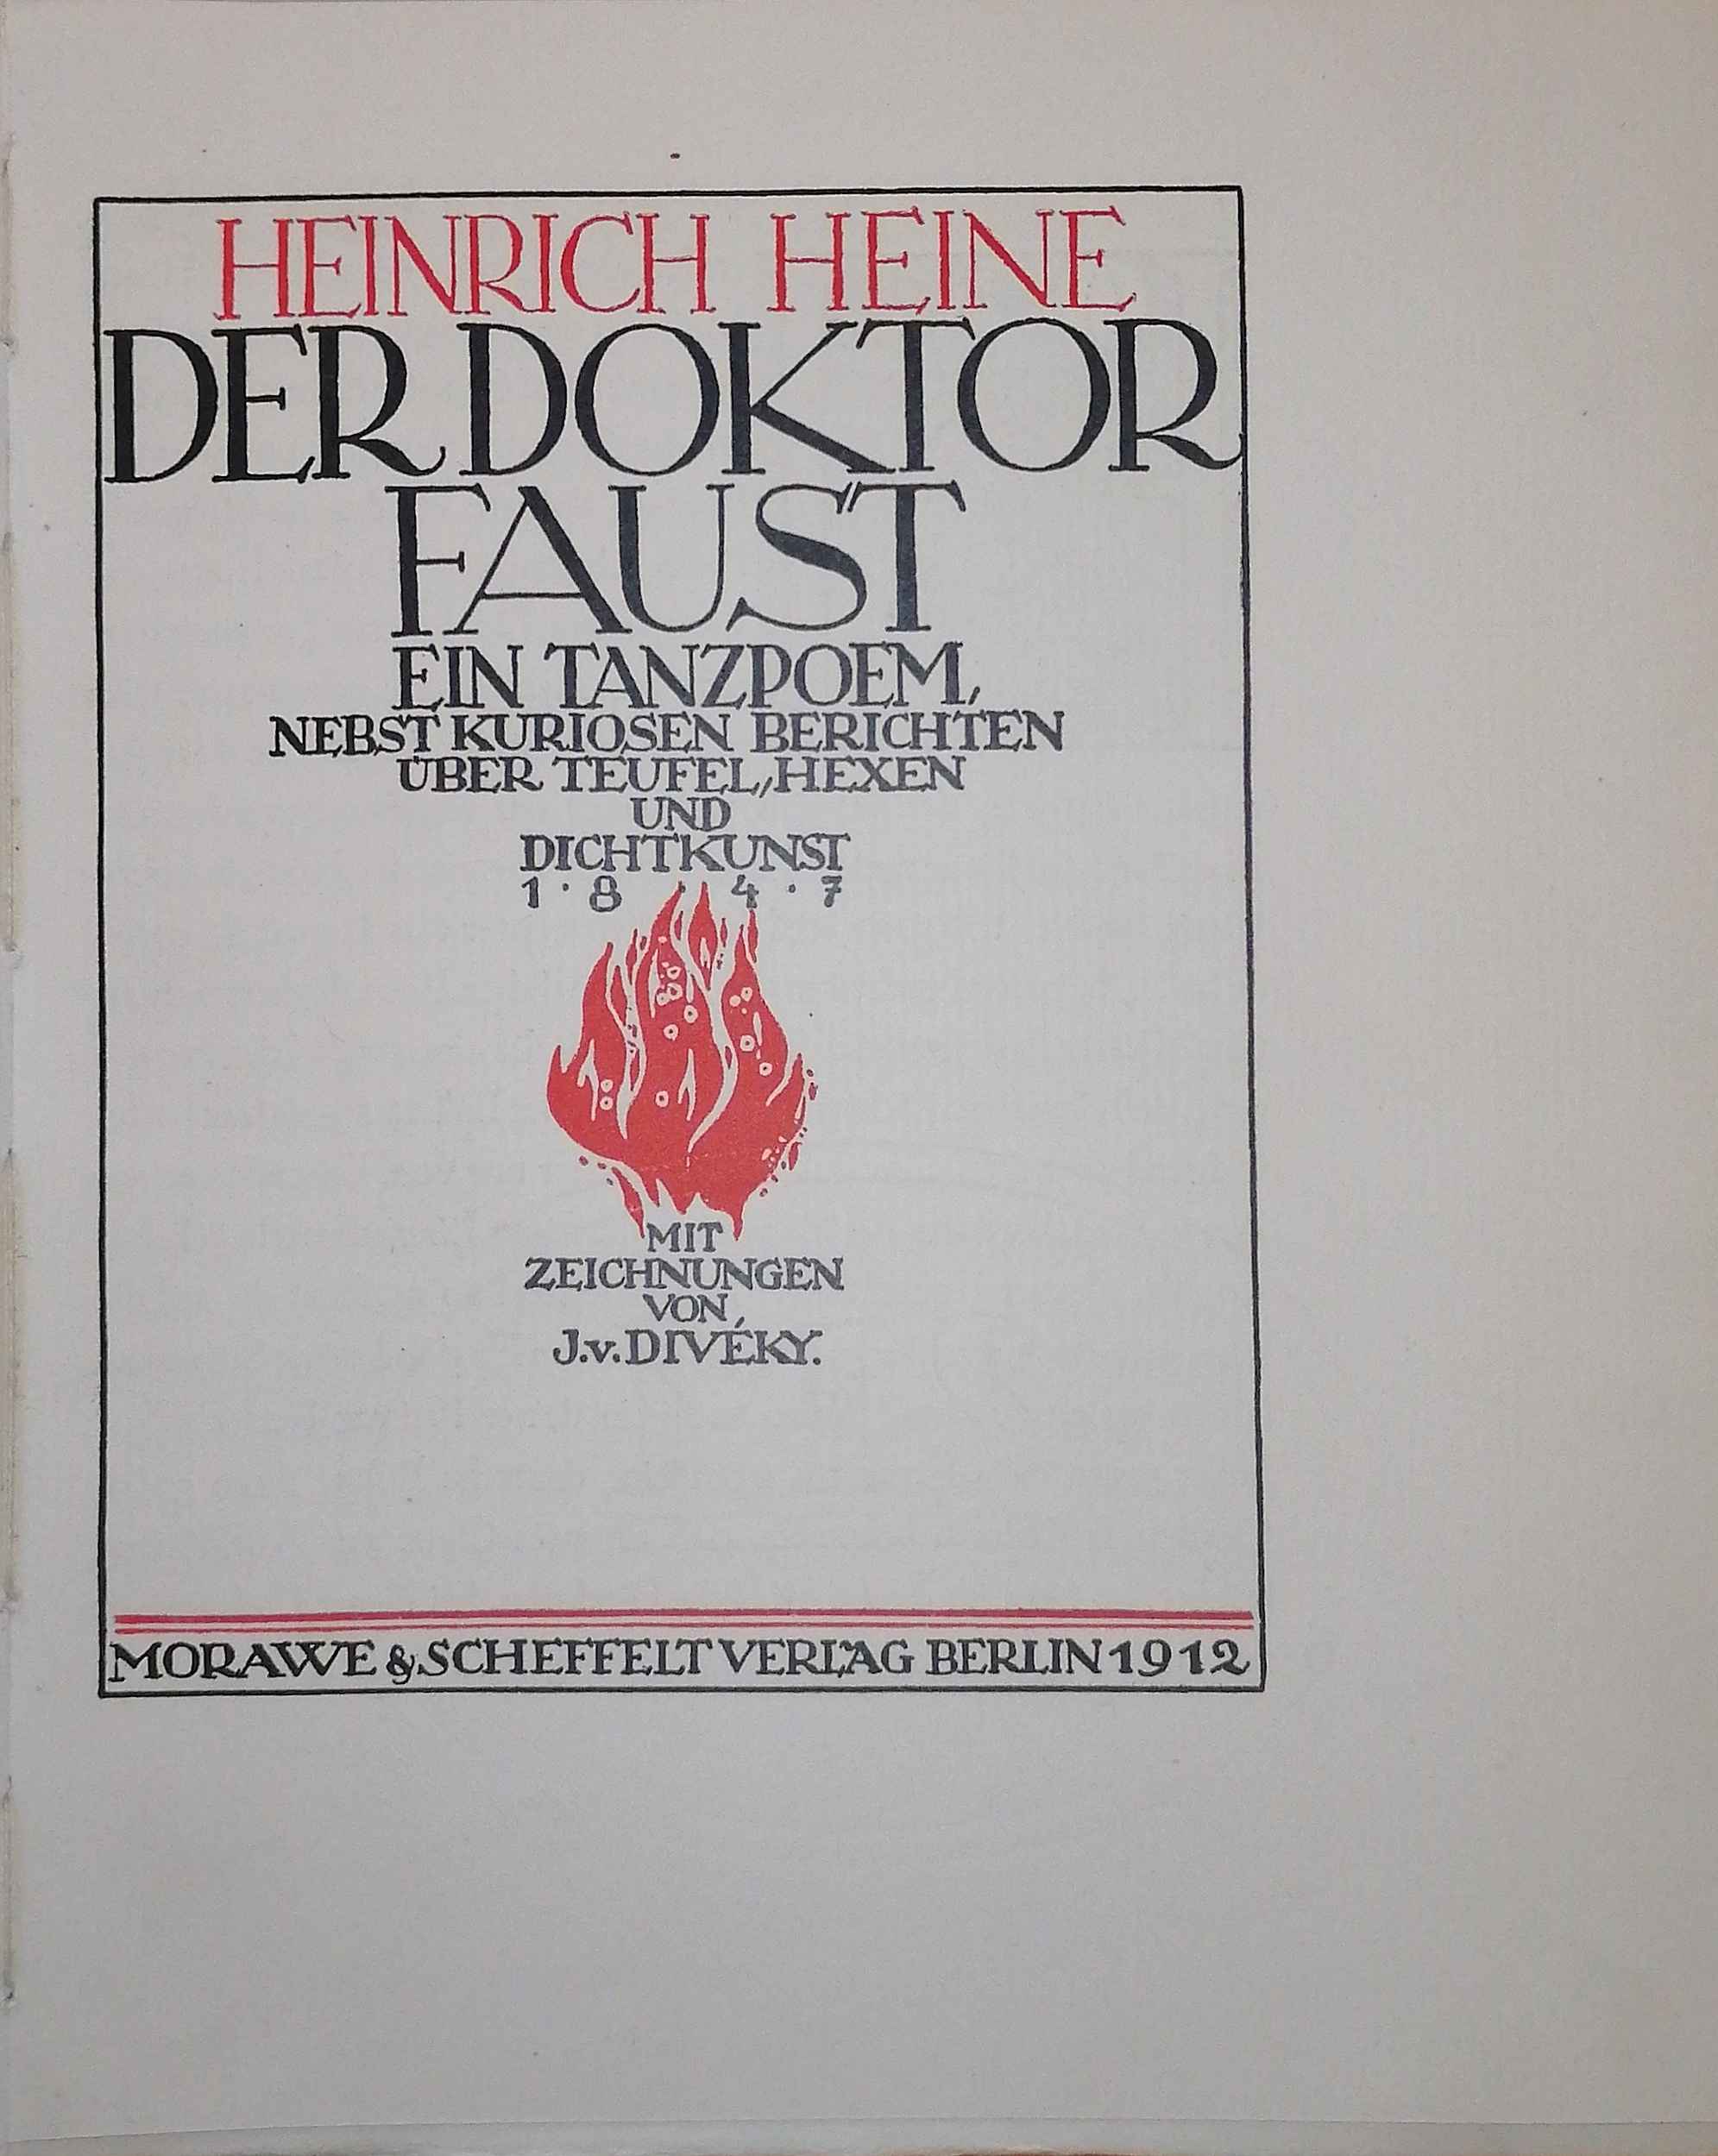 HEINRICH HEINE
DER DOKTOR
FAUST
EIN TANZPOEM,
NEBST KURIOSEN BERICHTEN
ÜBER TEUFEL, HEXEN
UND
DICHTKUNST
1·8·4·7
MIT
ZEICHNUNGEN
VON
J.v.DIVÉKY.
MORAWE & SCHEFFELT VERLAG BERLIN 1912